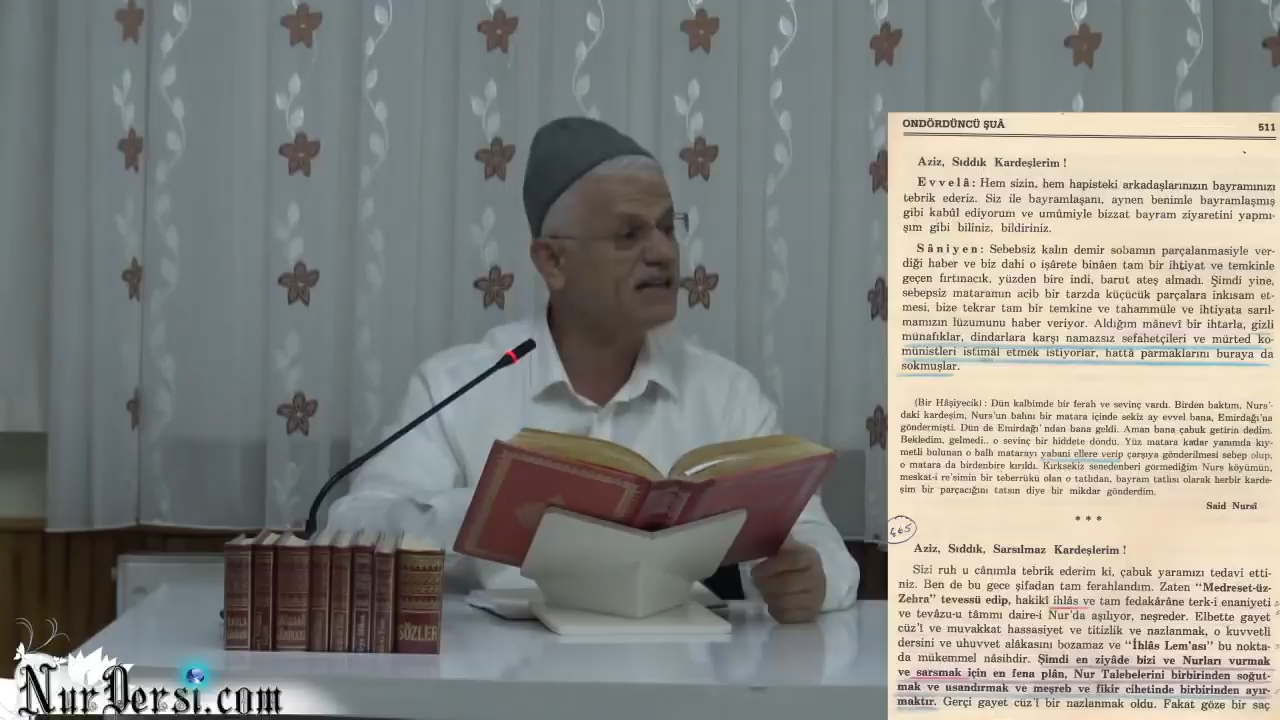 ONDÖRDÜNCÜ ŞUÂ 511
Aziz, Sıddık Kardeşlerim !
Evvelâ: Hem sizin, hem hapisteki arkadaşlarınızın bayramınızı
tebrik ederiz. Siz ile bayramlaşanı, aynen benimle bayramlaşmış
gibi kabûl ediyorum ve umûmiyle bizzat bayram ziyaretini yapmı-
şım gibi biliniz, bildiriniz.
Sâniyen: Sebebsiz kalın demir sobamın parçalanmasiyle ver-
diği haber ve biz dahi o işârete binâen tam bir ihtiyat ve temkinle
geçen fırtınacık, yüzden bire indi, barut ateş almadı. Şimdi yine,
sebepsiz mataramın acib bir tarzda küçücük parçalara inkısam et-
mesi, bize tekrar tam bir temkine ve tahammüle ve ihtiyata sarıl-
mamızın lüzumunu haber veriyor. Aldığım mânevî bir ihtarla, gizli
münafıklar, dindarlara karşı namazsız sefahetçileri ve mürted ko-
münistleri istimâl etmek istiyorlar, hattâ parmaklarını buraya da
sokmuşlar.
(Bir Hâşiyecik) : Dün kalbimde bir ferah ve sevinç vardı. Birden baktım, Nurs'
daki kardeşim, Nurs'un balını bir matara içinde sekiz ay evvel bana, Emirdağı'na
göndermişti. Dün de Emirdağı'ndan bana geldi. Aman bana çabuk getirin dedim.
Bekledim, gelmedi.. o sevinç bir hiddete döndü. Yüz matara kadar yanımda kıy-
metli bulunan o ballı matarayı yabani ellere verip çarşıya gönderilmesi sebep olup,
o matara da birdenbire kırıldı. Kırksekiz senedenberi görmediğim Nurs köyümün,
meskat-i re'simin bir teberrükü olan o tatlıdan, bayram tatlısı olarak herbir karde-
şim bir parçacığını tatsın diye bir mikdar gönderdim.
Said Nursî
* * *
Aziz, Sıddık, Sarsılmaz Kardeşlerim !
Sizi ruh u cânımla tebrik ederim ki, çabuk yaramızı tedavi etti-
niz. Ben de bu gece şifadan tam ferahlandım. Zaten "Medreset-üz-
Zehra" tevessü edip, hakikî ihlâs ve tam fedakârâne terk-i enaniyeti
ve tevâzu-u tâmmı daire-i Nur'da aşılıyor, neşreder. Elbette gayet
cüz'î ve muvakkat hassasiyet ve titizlik ve nazlanmak, o kuvvetli
dersini ve uhuvvet alâkasını bozamaz ve "İhlâs Lem'ası" bu nokta-
da mükemmel nâsihdir. Şimdi en ziyâde bizi ve Nurları vurmak
ve sarsmak için en fena plân, Nur Talebelerini birbirinden soğut-
mak ve usandırmak ve meşreb ve fikir cihetinde birbirinden ayır-
maktır. Gerçi gayet cüz'î bir nazlanmak oldu. Fakat göze bir saç
SÖZLER
NurDersi.com